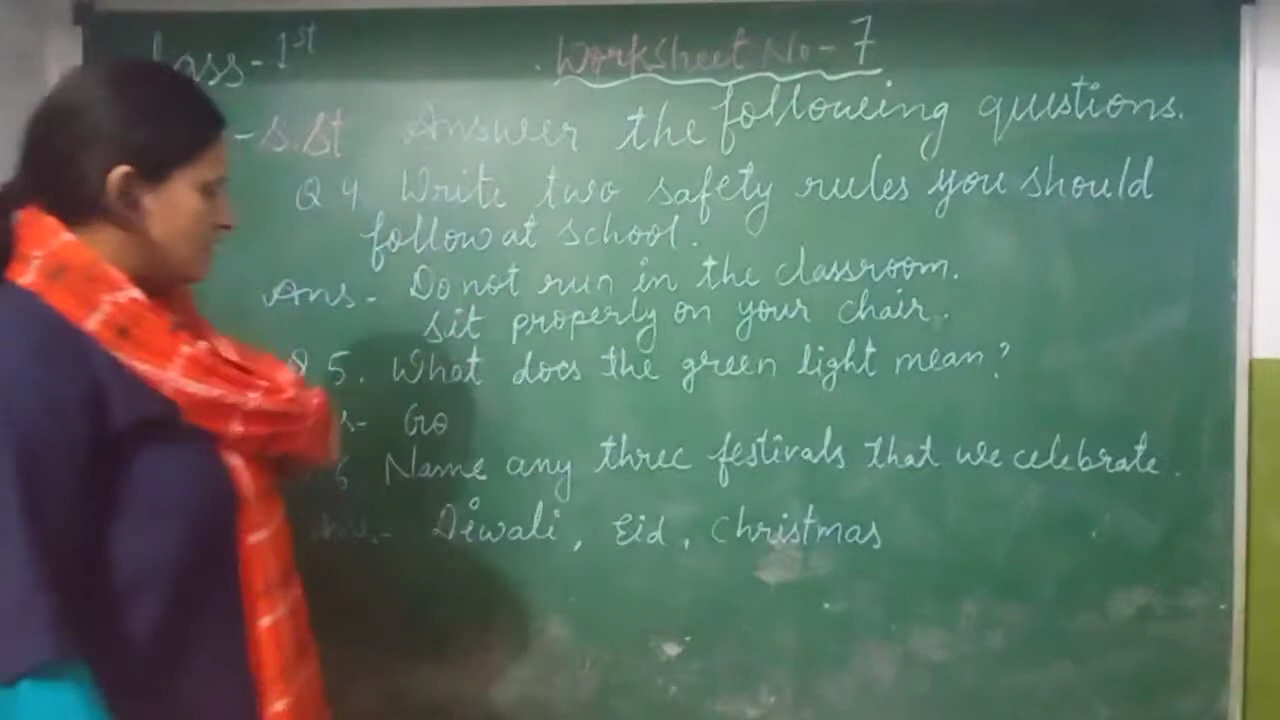 lass - 1st
Worksheet No - 7
- S.St Answer the following questions.
Q 4 Write two safety rules you should
follow at school.
Ans - Do not run in the classroom.
Sit properly on your chair.
Q 5. What does the green light mean?
s - Go
6 Name any three festivals that we celebrate.
Ans. - Diwali, Eid, Christmas